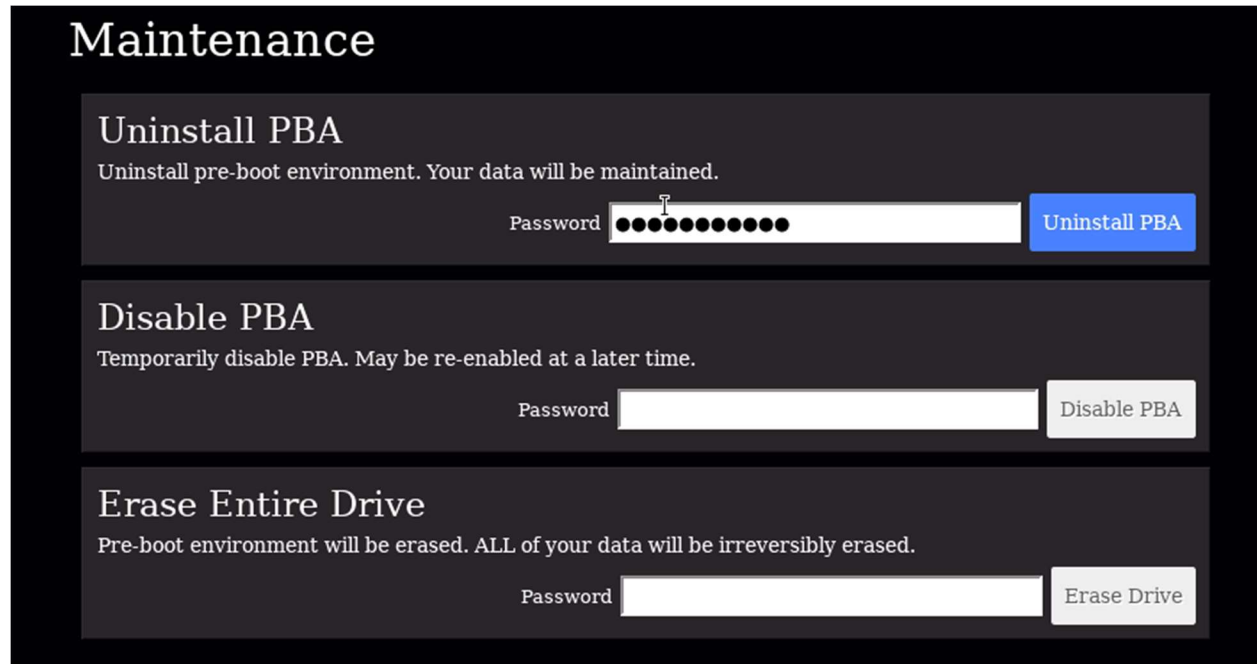 Maintenance
Uninstall PBA
Uninstall pre-boot environment. Your data will be maintained.
Password ●●●●●●●●●●● Uninstall PBA
Disable PBA
Temporarily disable PBA. May be re-enabled at a later time.
Password Disable PBA
Erase Entire Drive
Pre-boot environment will be erased. ALL of your data will be irreversibly erased.
Password Erase Drive